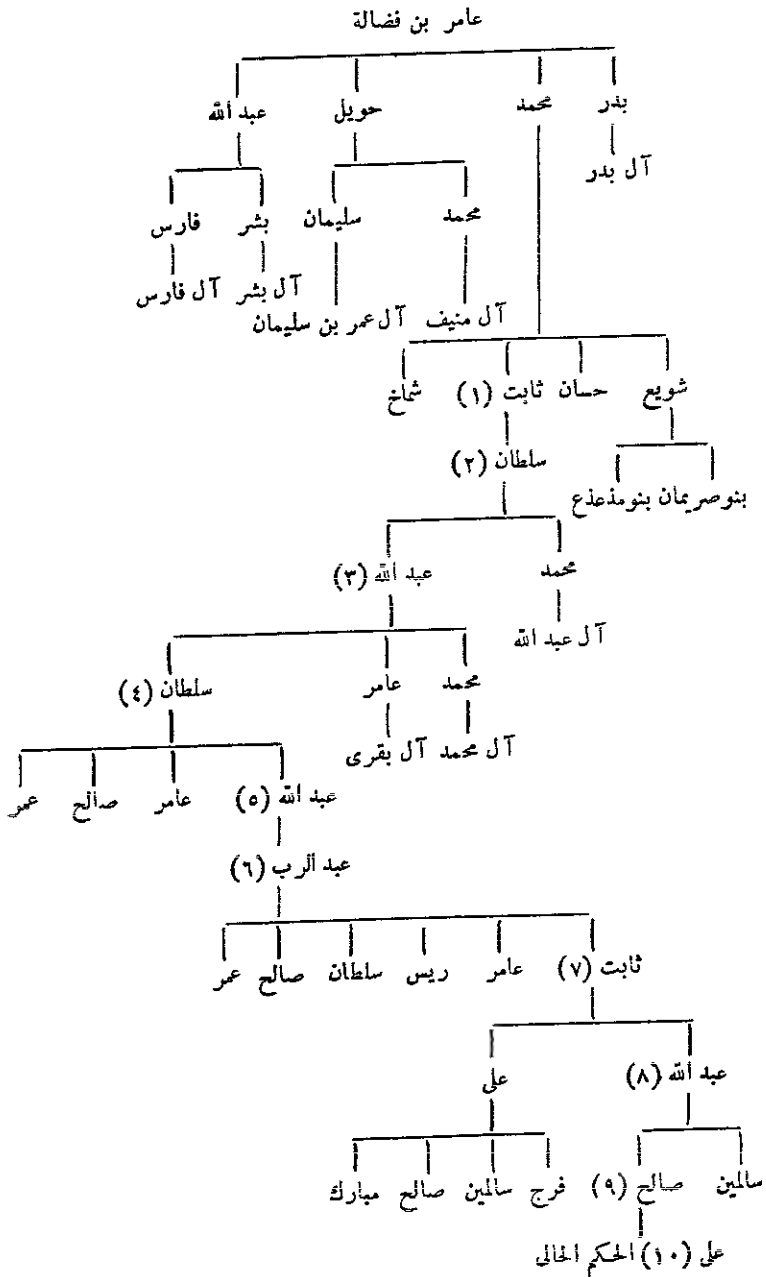 عامر بن فضالة
بدر محمد حويل عبد الله
آل بدر
محمد سليمان بشر فارس
آل منيف آل عمر بن سليمان آل بشر آل فارس
شويع حسان ثابت (١) شماخ
سلطان (٢)
بنو صريمان بنو مذعذع
محمد عبد الله (٣)
آل عبد الله
محمد عامر سلطان (٤)
آل محمد آل بقرى
عبد الله (٥) عامر صالح عمر
عبد الرب (٦)
ثابت (٧) عامر ريس سلطان صالح عمر
عبد الله (٨) على
سالمين صالح (٩) فرج سالمين صالح مبارك
على (١٠) الحكم الحالى